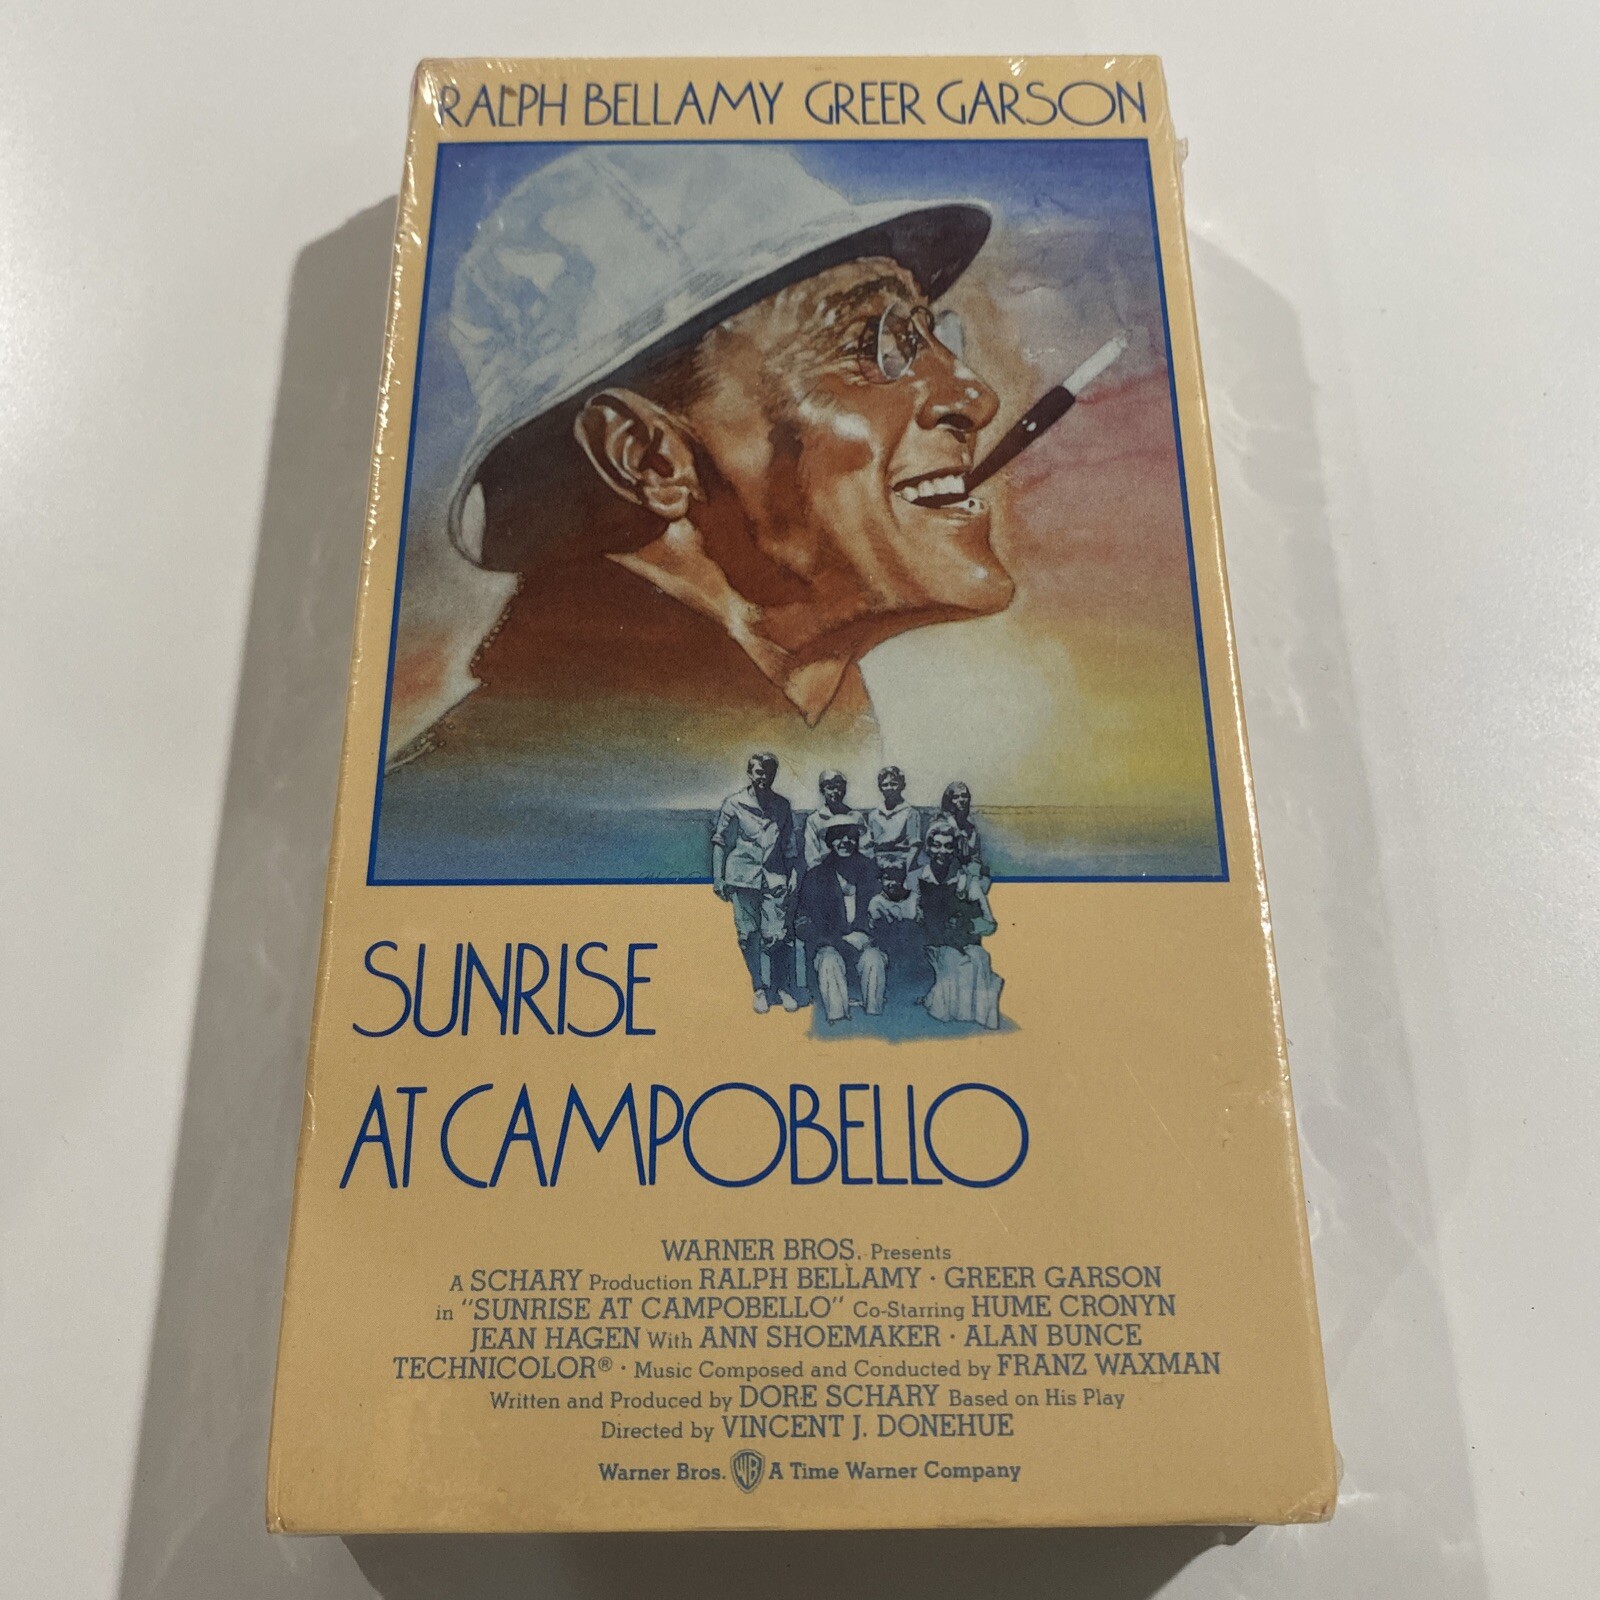 RALPH BELLAMY GREER GARSON
SUNRISE
AT CAMPOBELLO
WARNER BROS. Presents
A SCHARY Production RALPH BELLAMY · GREER GARSON
in "SUNRISE AT CAMPOBELLO" Co-Starring HUME CRONYN
JEAN HAGEN With ANN SHOEMAKER · ALAN BUNCE
TECHNICOLOR® · Music Composed and Conducted by FRANZ WAXMAN
Written and Produced by DORE SCHARY Based on His Play
Directed by VINCENT J. DONEHUE
Warner Bros. WB A Time Warner Company